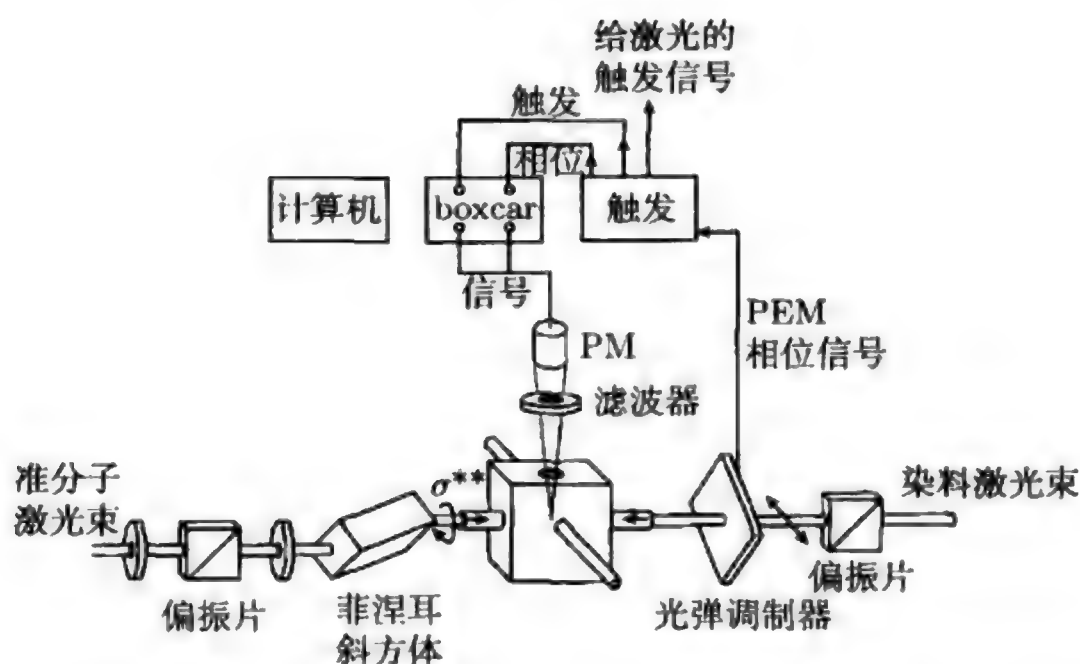 给激光的
触发信号
触发
相位
计算机
boxcar
触发
信号
PEM
相位信号
PM
滤波器
准分子
激光束
σ**
染料激光束
偏振片
菲涅耳
斜方体
光弹调制器
偏振片